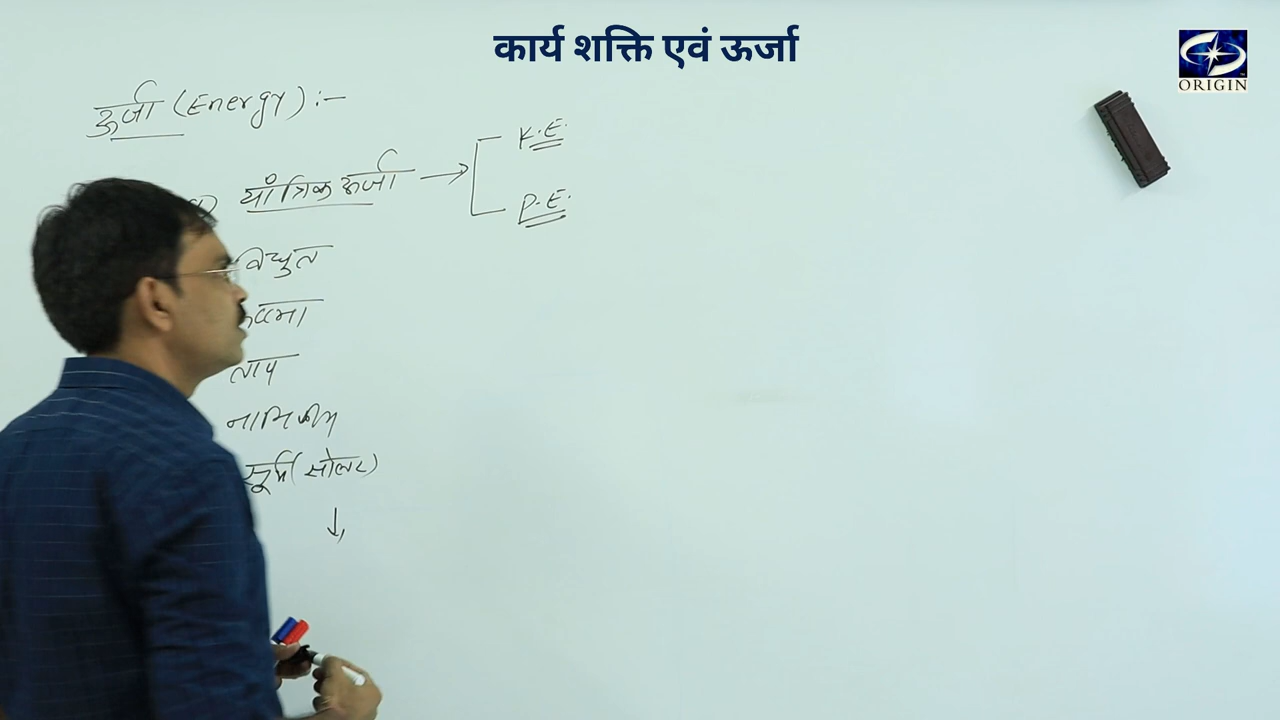 कार्य शक्ति एवं ऊर्जा
ORIGIN
ऊर्जा (Energy) :-
यांत्रिक ऊर्जा →
K.E.
P.E.
विद्युत
ऊष्मा
ताप
नाभिकीय
सूर्य (सोलर)
↓